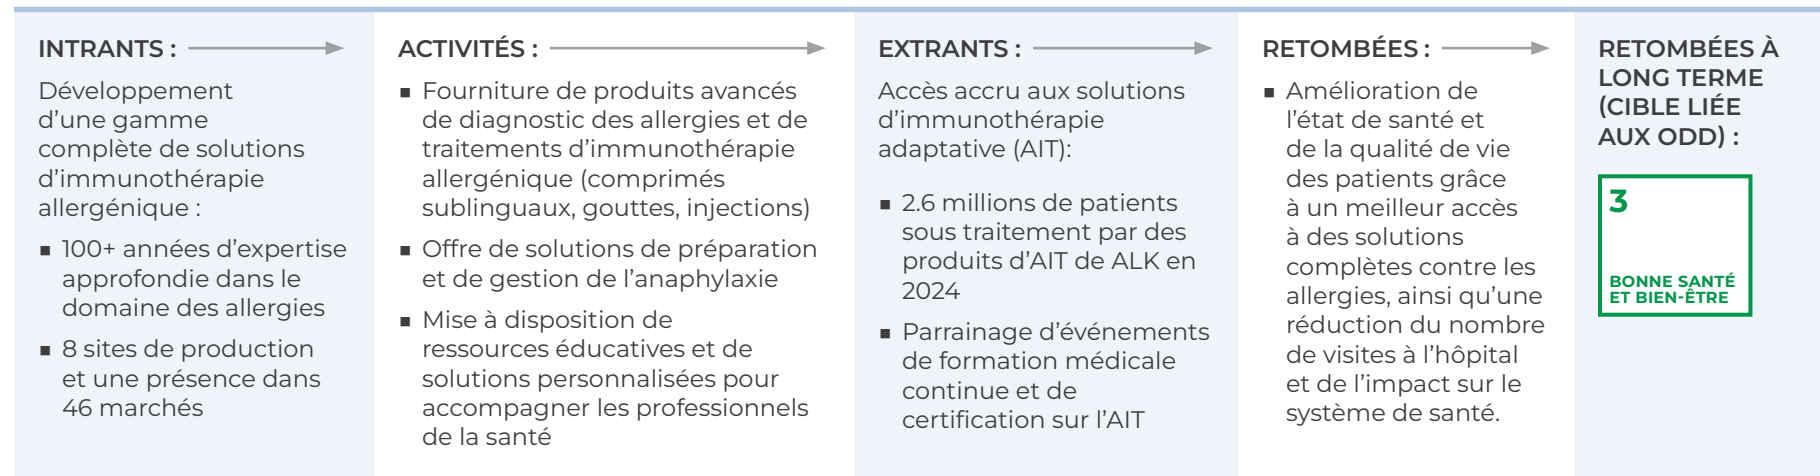 INTRANTS :
Développement
d’une gamme
complète de solutions
d’immunothérapie
allergénique :
▪ 100+ années d’expertise
approfondie dans le
domaine des allergies
▪ 8 sites de production
et une présence dans
46 marchés
ACTIVITÉS :
▪ Fourniture de produits avancés
de diagnostic des allergies et de
traitements d’immunothérapie
allergénique (comprimés
sublinguaux, gouttes, injections)
▪ Offre de solutions de préparation
et de gestion de l’anaphylaxie
▪ Mise à disposition de
ressources éducatives et de
solutions personnalisées pour
accompagner les professionnels
de la santé
EXTRANTS :
Accès accru aux solutions
d’immunothérapie
adaptative (AIT):
▪ 2.6 millions de patients
sous traitement par des
produits d’AIT de ALK en
2024
▪ Parrainage d’événements
de formation médicale
continue et de
certification sur l’AIT
RETOMBÉES :
▪ Amélioration de
l’état de santé et
de la qualité de vie
des patients grâce
à un meilleur accès
à des solutions
complètes contre les
allergies, ainsi qu’une
réduction du nombre
de visites à l’hôpital
et de l’impact sur le
système de santé.
RETOMBÉES À
LONG TERME
(CIBLE LIÉE
AUX ODD) :
3
BONNE SANTÉ
ET BIEN-ÊTRE